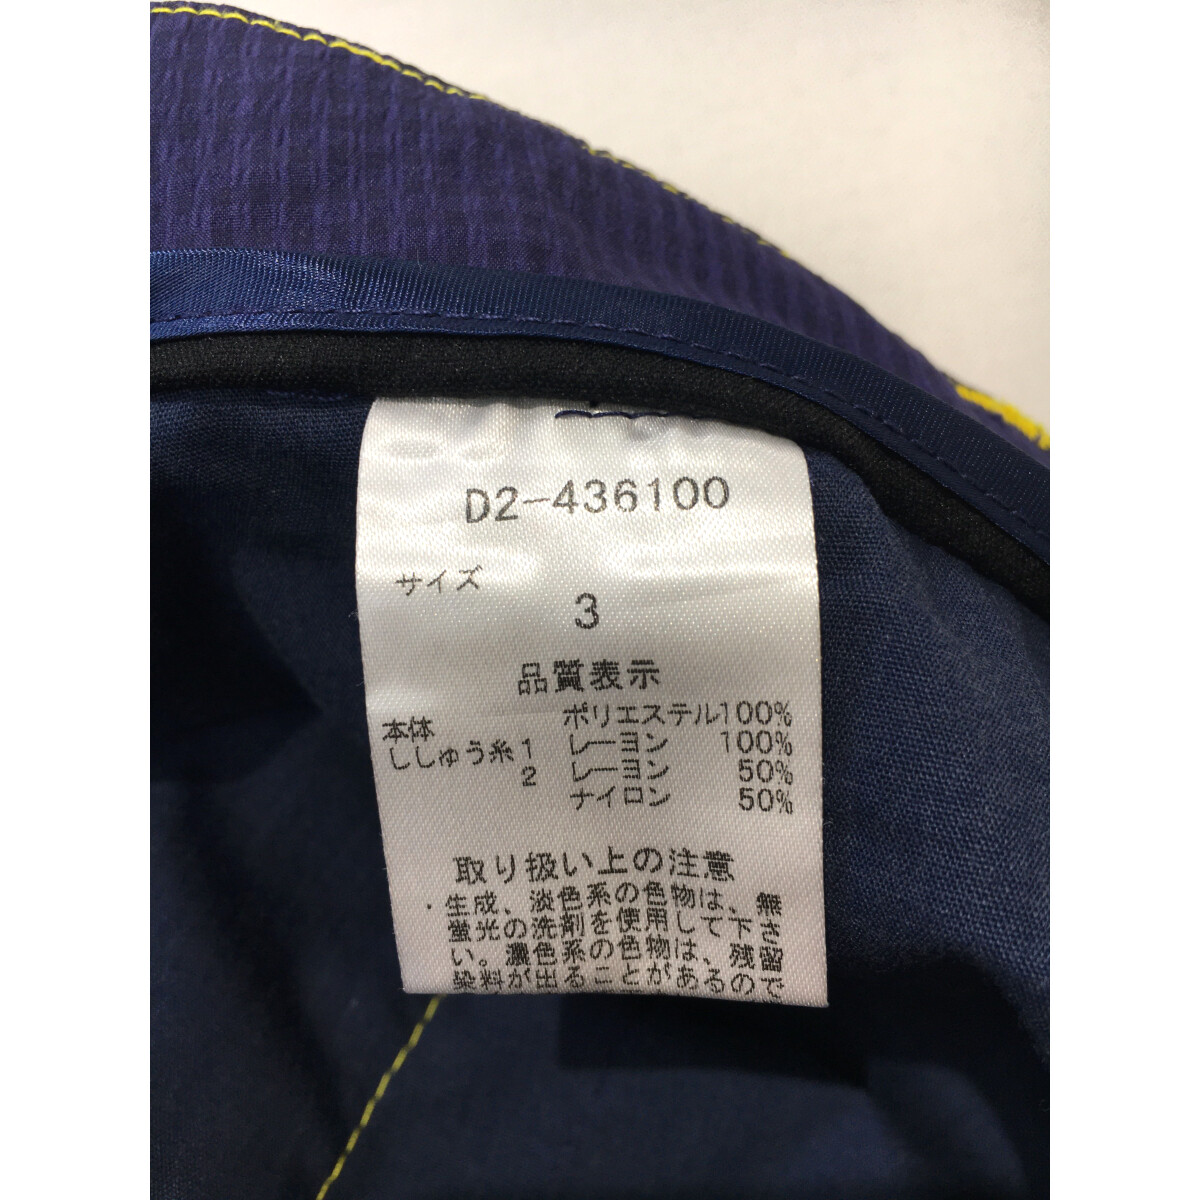 D2-436100
サイズ
3
品質表示
本体 ポリエステル100%
ししゅう糸1 レーヨン 100%
2 レーヨン 50%
ナイロン 50%
取り扱い上の注意
・生成、淡色系の色物は、無
蛍光の洗剤を使用して下さ
い。濃色系の色物は、残留
染料が出ることがあるので